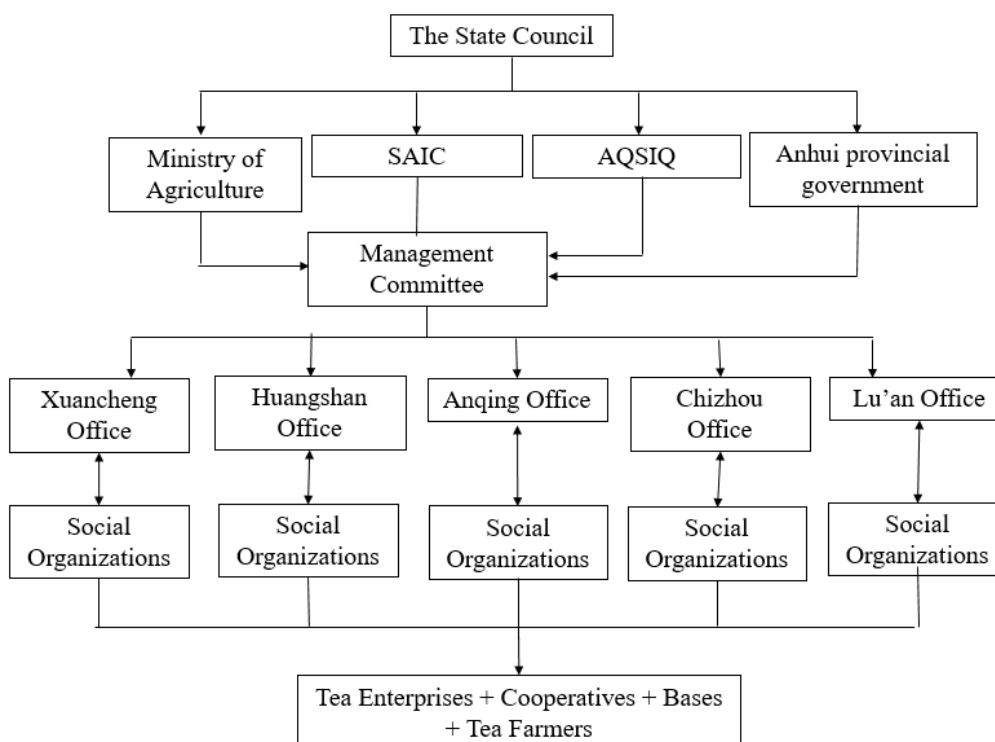 The State Council
Ministry of
Agriculture
SAIC
AQSIQ
Anhui provincial
government
Management
Committee
Xuancheng
Office
Huangshan
Office
Anqing Office
Chizhou
Office
Lu’an Office
Social
Organizations
Social
Organizations
Social
Organizations
Social
Organizations
Social
Organizations
Tea Enterprises + Cooperatives + Bases
+ Tea Farmers